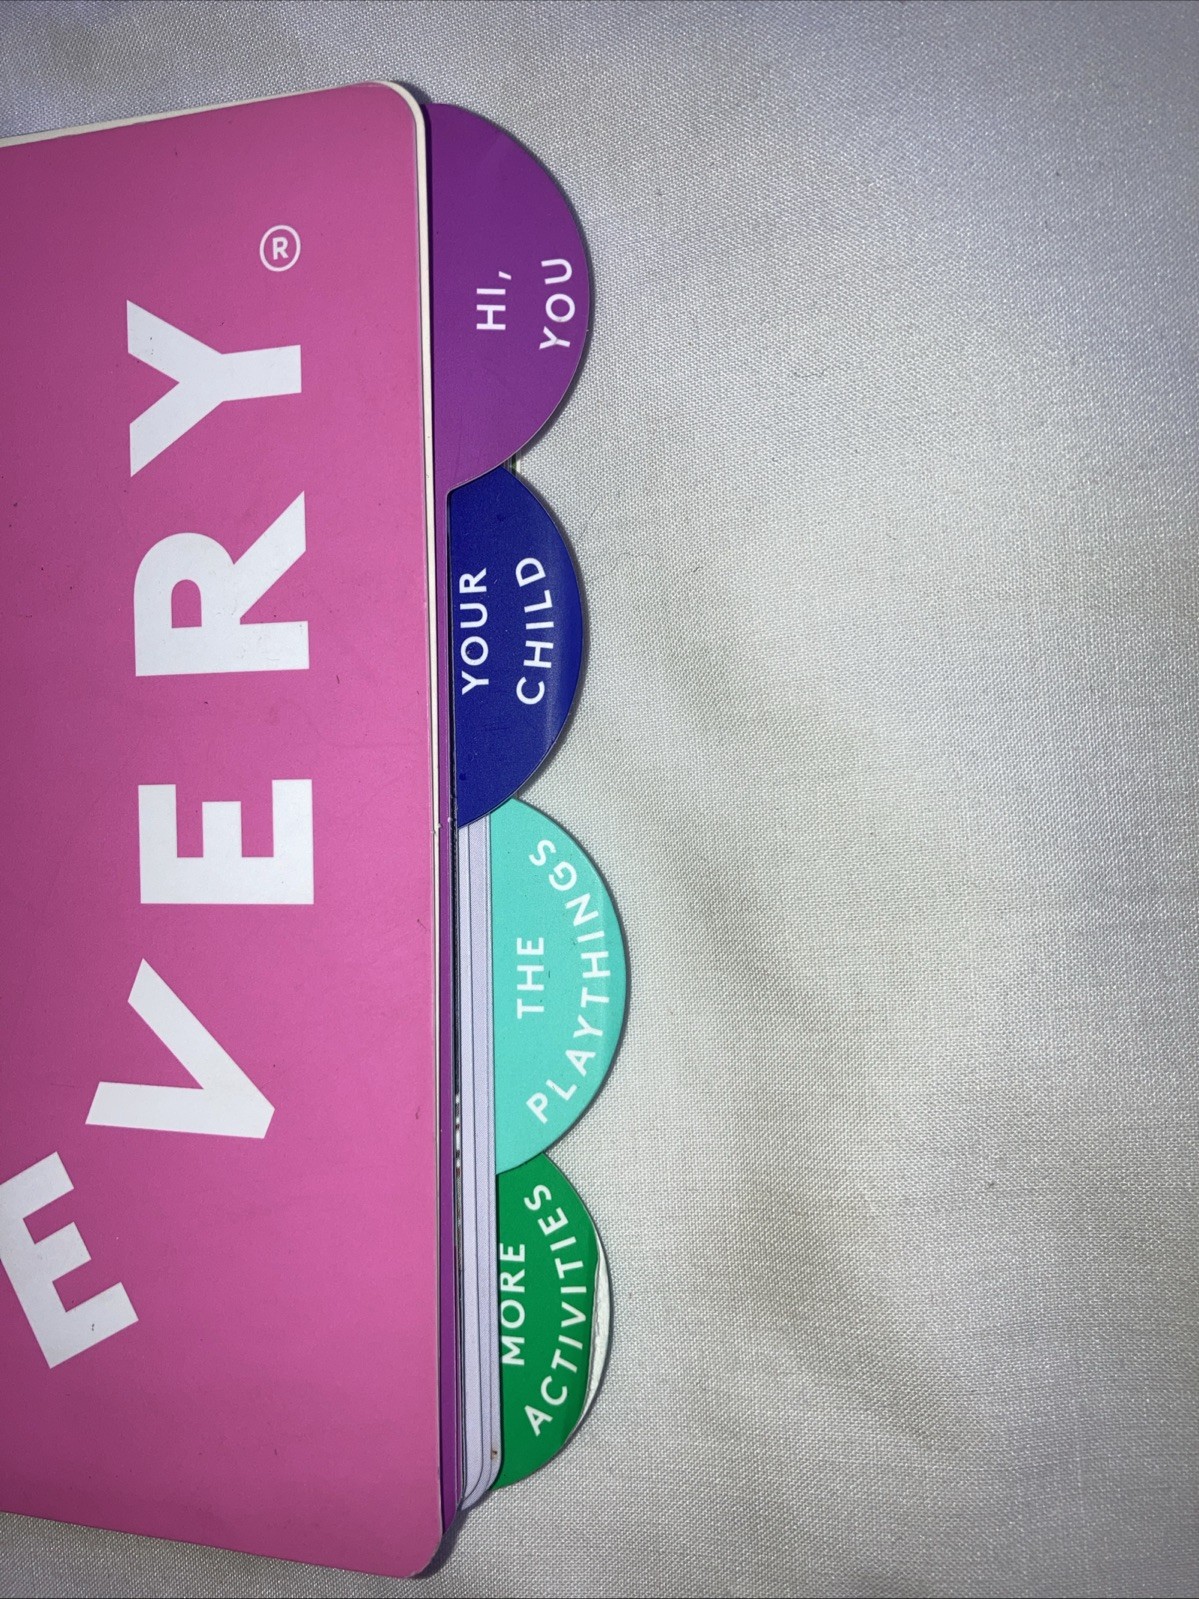 EVERY®
HI,
YOU
YOUR
CHILD
THE
PLAYTHINGS
MORE
ACTIVITIES